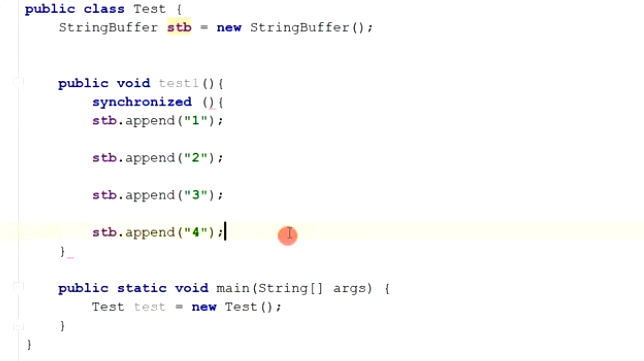 public class Test {
StringBuffer stb = new StringBuffer();
public void test1(){
synchronized (){
stb.append("1");
stb.append("2");
stb.append("3");
stb.append("4");
}
public static void main(String[] args) {
Test test = new Test();
}
}